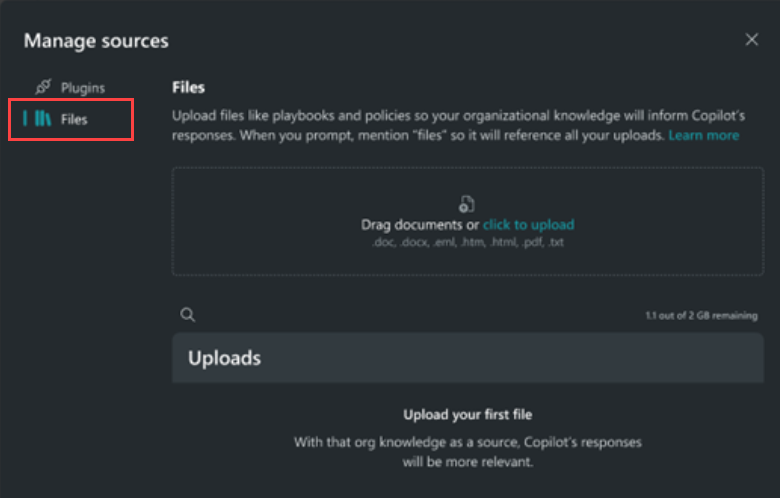 Manage sources
Plugins
Files
Files
Upload files like playbooks and policies so your organizational knowledge will inform Copilot's
responses. When you prompt, mention "files" so it will reference all your uploads. Learn more
Drag documents or click to upload
.doc, .docx, .eml, .htm, .html, .pdf, .txt
1.1 out of 2 GB remaining
Uploads
Upload your first file
With that org knowledge as a source, Copilot's responses
will be more relevant.